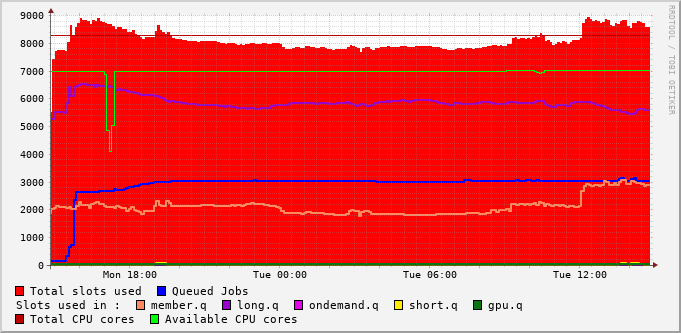 9000
8000
7000
6000
5000
4000
3000
2000
1000
0
Mon 18:00 Tue 00:00 Tue 06:00 Tue 12:00
RRDTOOL / TOBI OETIKER
Total slots used Queued Jobs
Slots used in : member.q long.q ondemand.q short.q gpu.q
Total CPU cores Available CPU cores